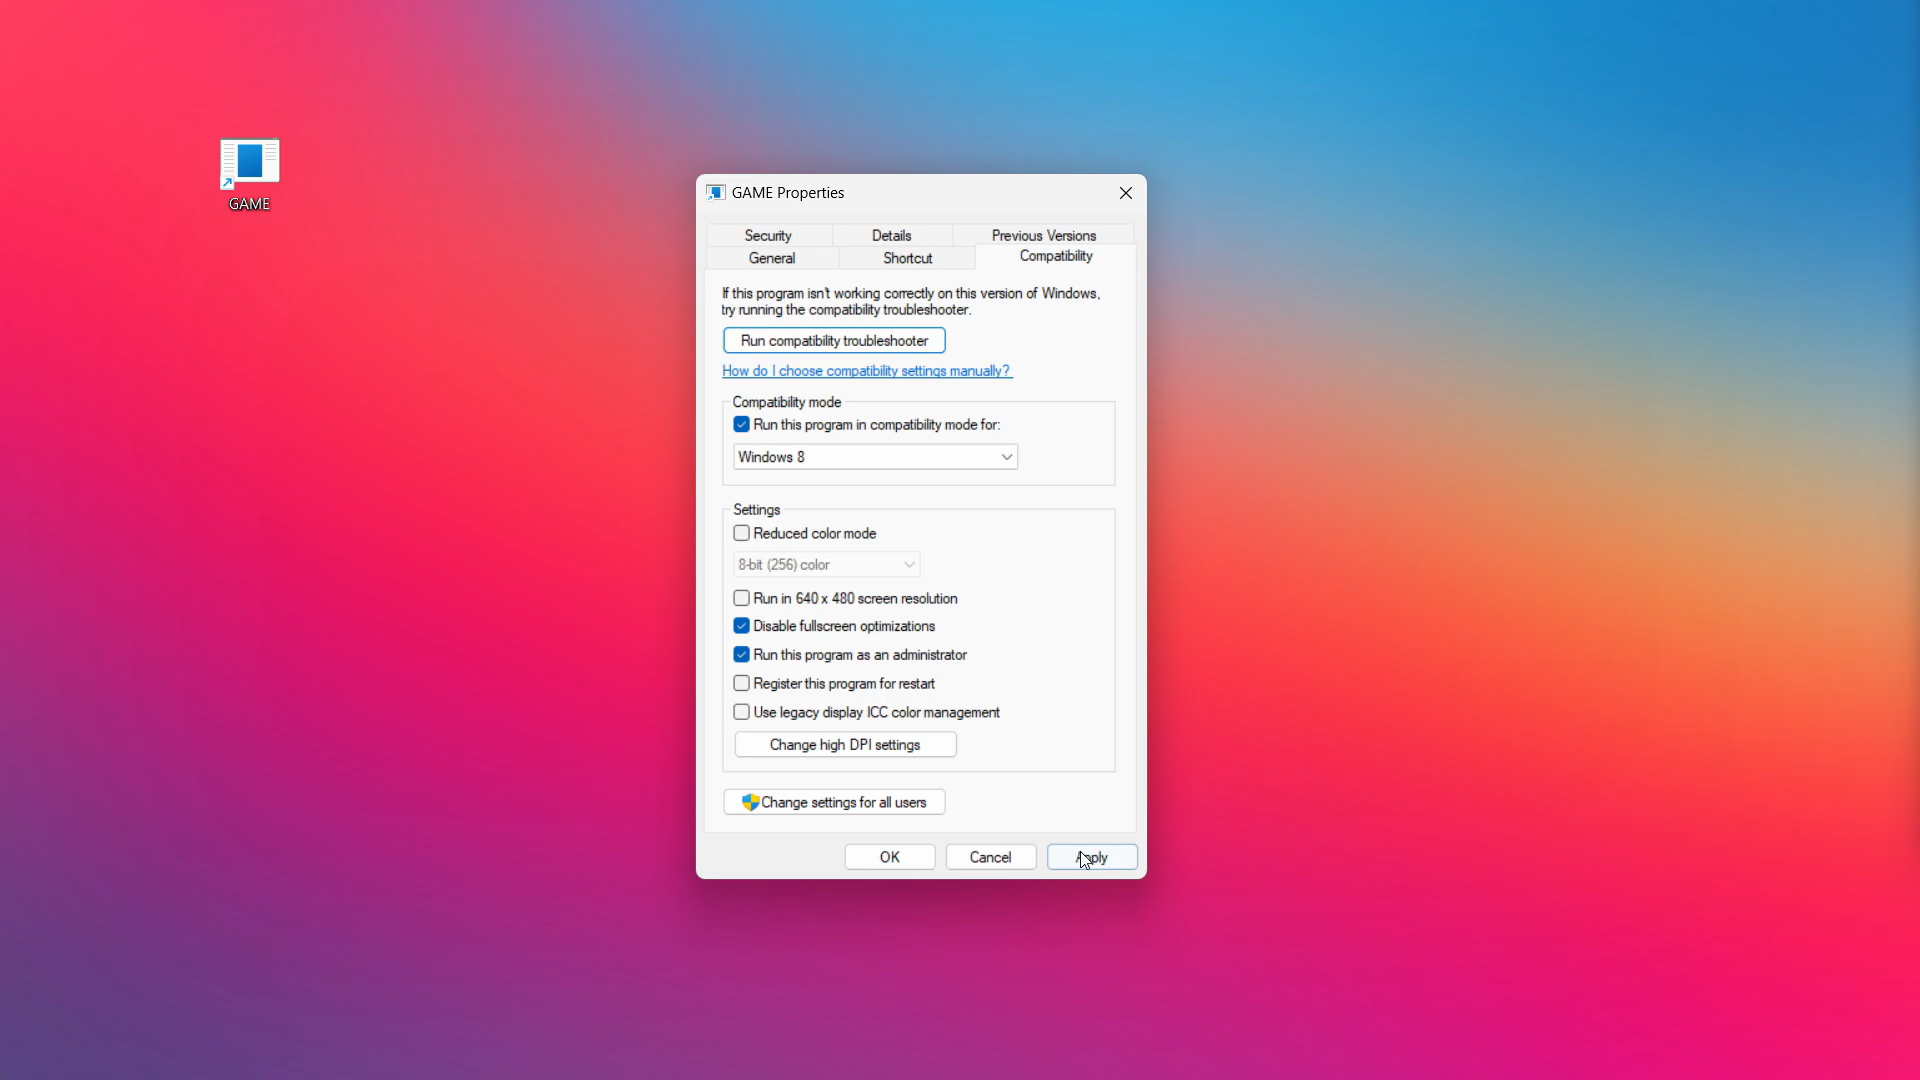 GAME
GAME Properties
Security Details Previous Versions
General Shortcut Compatibility
If this program isn't working correctly on this version of Windows,
try running the compatibility troubleshooter.
Run compatibility troubleshooter
How do I choose compatibility settings manually?
Compatibility mode
Run this program in compatibility mode for:
Windows 8
Settings
Reduced color mode
8-bit (256) color
Run in 640 x 480 screen resolution
Disable fullscreen optimizations
Run this program as an administrator
Register this program for restart
Use legacy display ICC color management
Change high DPI settings
Change settings for all users
OK Cancel Apply